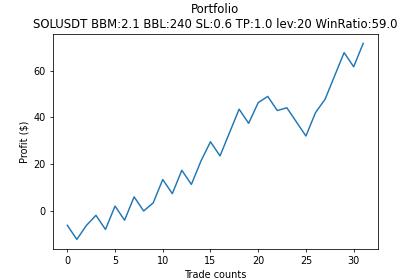 Portfolio
SOLUSDT BBM:2.1 BBL:240 SL:0.6 TP:1.0 lev:20 WinRatio:59.0
60
40
20
0
Profit ($)
0 5 10 15 20 25 30
Trade counts